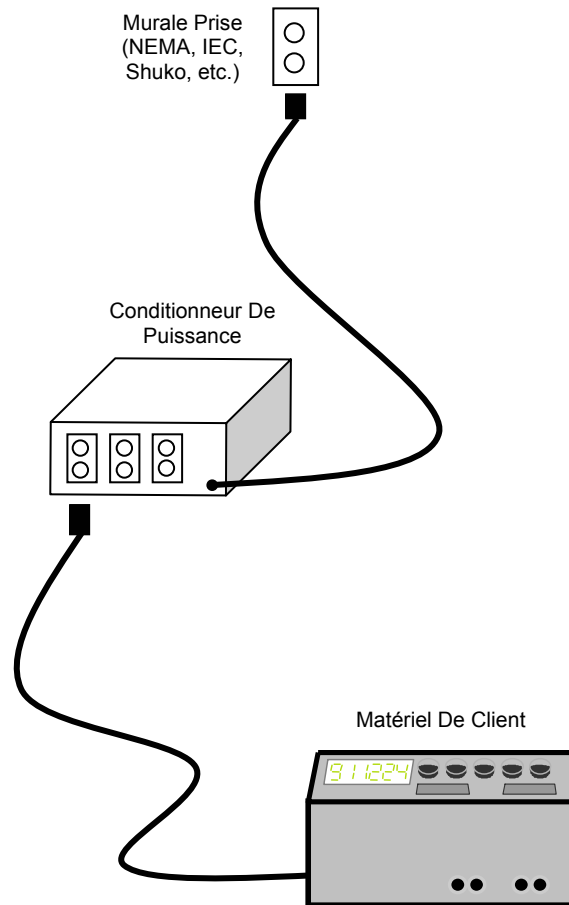 Murale Prise
(NEMA, IEC,
Shuko, etc.)
Conditionneur De
Puissance
Matériel De Client
911224